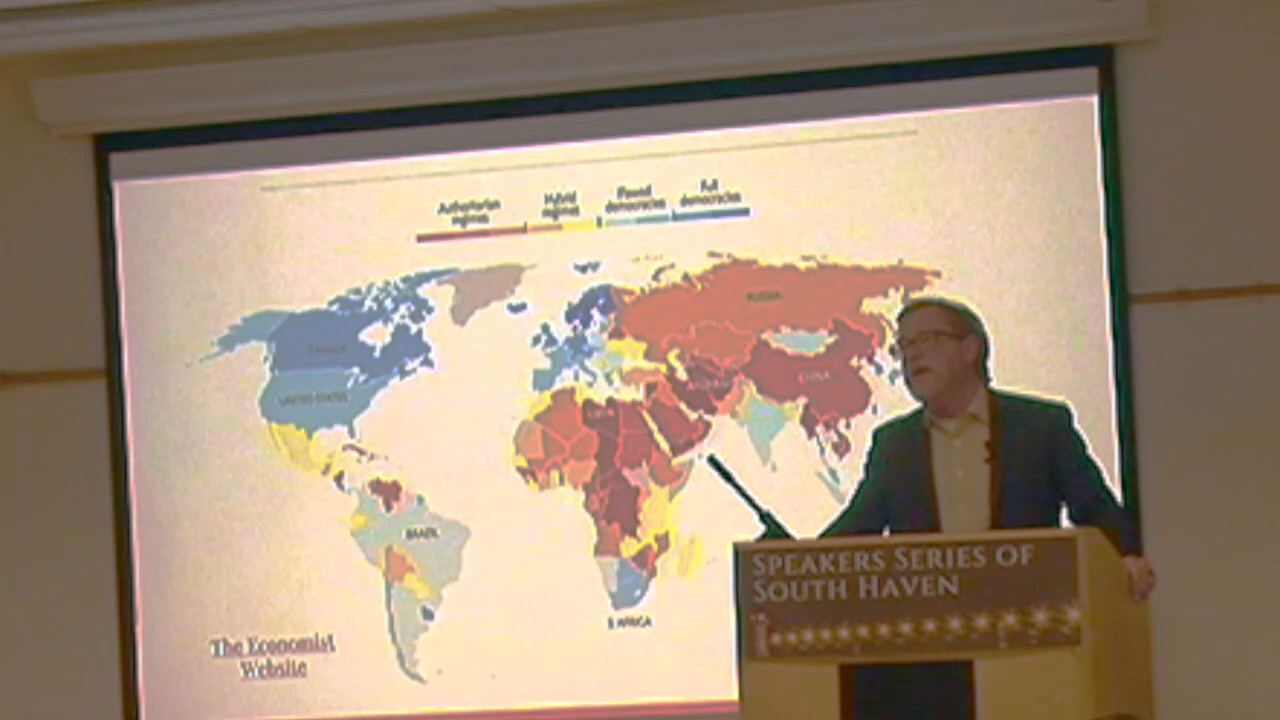 Authoritarian
regimes
Hybrid
regimes
Flawed
democracies
Full
democracies
RUSSIA
CANADA
UNITED STATES
CHINA
LIBYA
BRAZIL
S AFRICA
The Economist
Website
SPEAKERS SERIES OF
SOUTH HAVEN